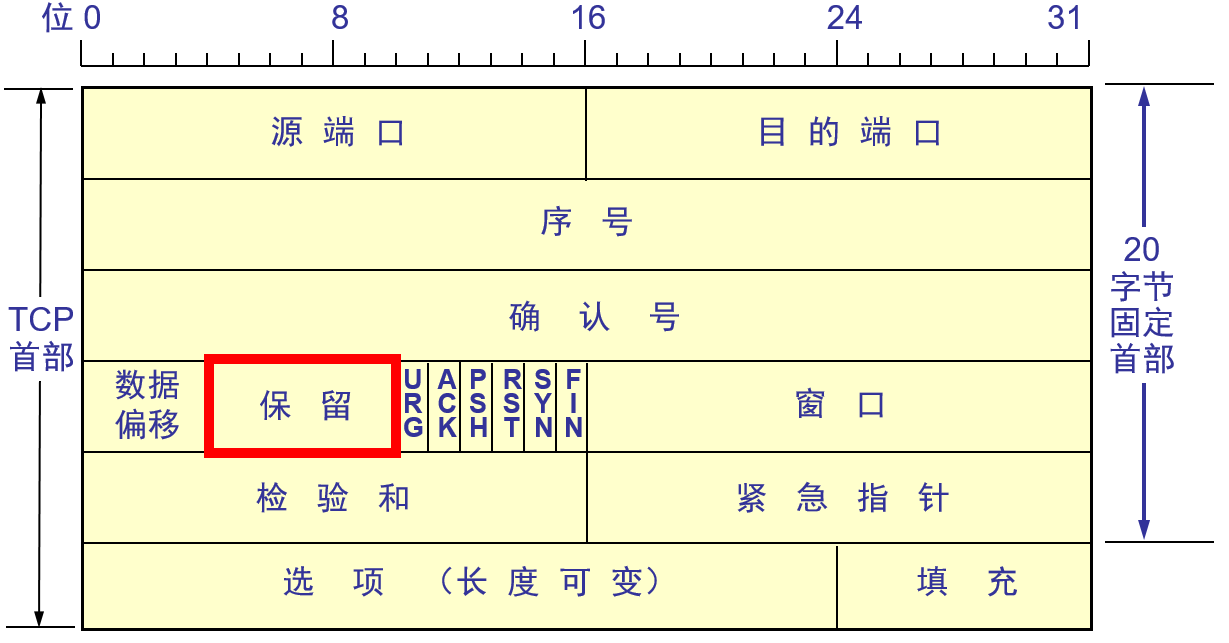 位 0 8 16 24 31
源 端 口 目 的 端 口
序 号
确 认 号
数据
偏移
保 留
URG
ACK
PSH
RST
SYN
FIN
窗 口
检 验 和 紧 急 指 针
选 项 （长 度 可 变） 填 充
TCP
首部
20
字节
固定
首部